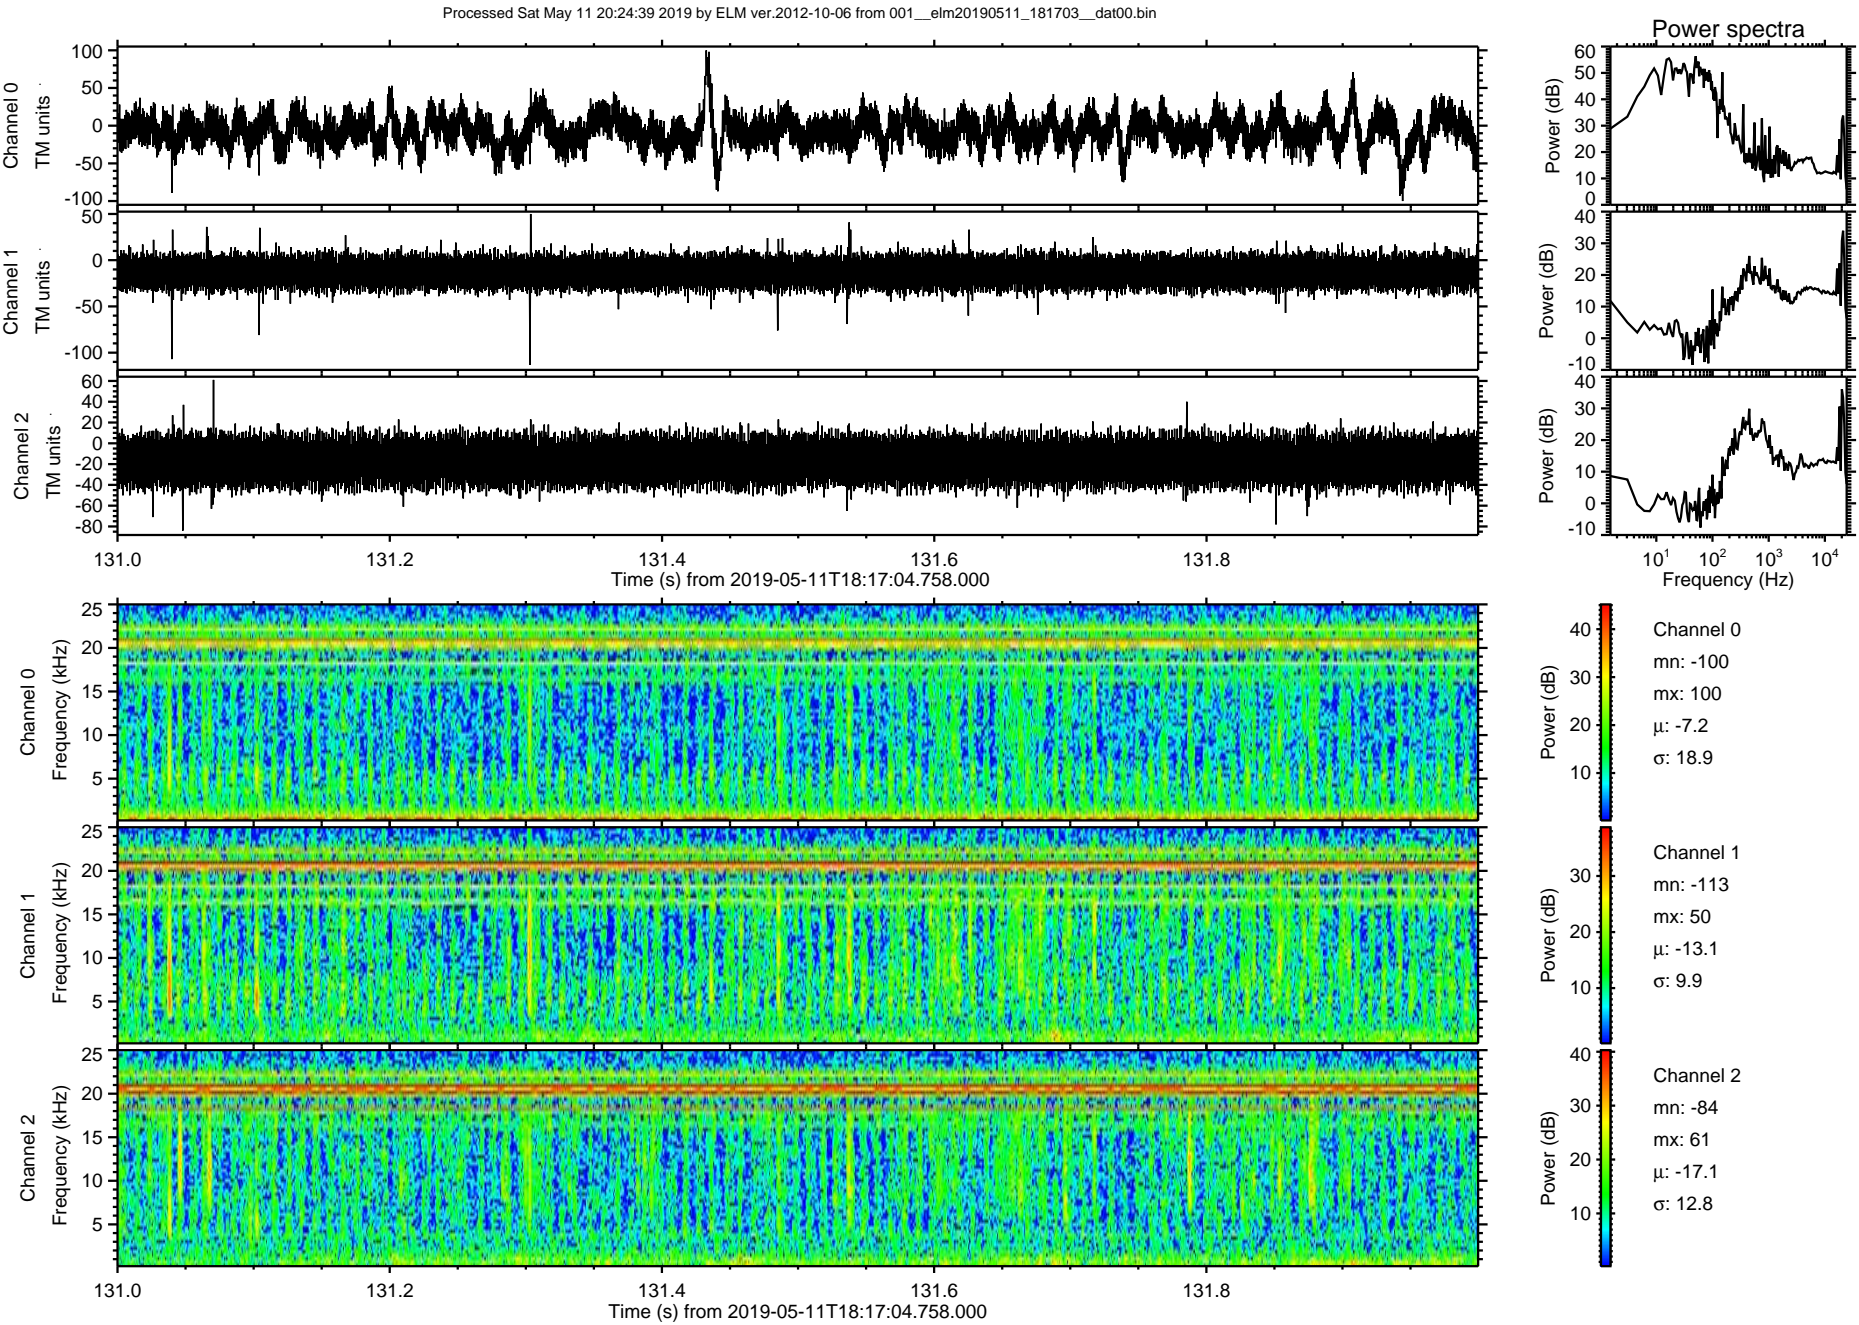 Processed Sat May 11 20:24:39 2019 by ELM ver.2012-10-06 from 001__elm20190511_181703__dat00.bin
Power spectra
Channel 0
TM units
100
50
0
-50
-100
Power (dB)
60
50
40
30
20
10
0
Channel 1
TM units
50
0
-50
-100
Power (dB)
40
30
20
10
0
-10
Channel 2
TM units
60
40
20
0
-20
-40
-60
-80
Power (dB)
40
30
20
10
0
-10
131.0 131.2 131.4 131.6 131.8
Time (s) from 2019-05-11T18:17:04.758.000
10¹ 10² 10³ 10⁴
Frequency (Hz)
Channel 0
Frequency (kHz)
25
20
15
10
5
Power (dB)
40
30
20
10
Channel 0
mn: -100
mx: 100
µ: -7.2
σ: 18.9
Channel 1
Frequency (kHz)
25
20
15
10
5
Power (dB)
30
20
10
Channel 1
mn: -113
mx: 50
µ: -13.1
σ: 9.9
Channel 2
Frequency (kHz)
25
20
15
10
5
Power (dB)
40
30
20
10
Channel 2
mn: -84
mx: 61
µ: -17.1
σ: 12.8
131.0 131.2 131.4 131.6 131.8
Time (s) from 2019-05-11T18:17:04.758.000